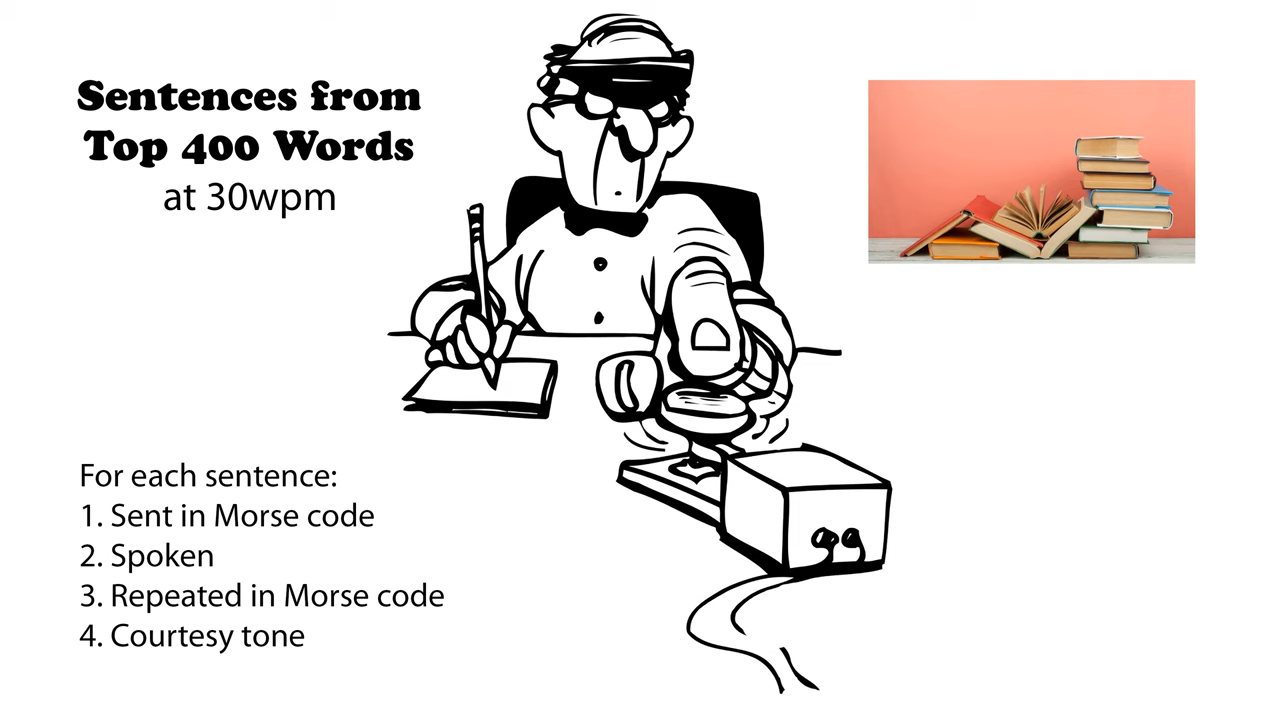 Sentences from
Top 400 Words
at 30wpm
For each sentence:
1. Sent in Morse code
2. Spoken
3. Repeated in Morse code
4. Courtesy tone